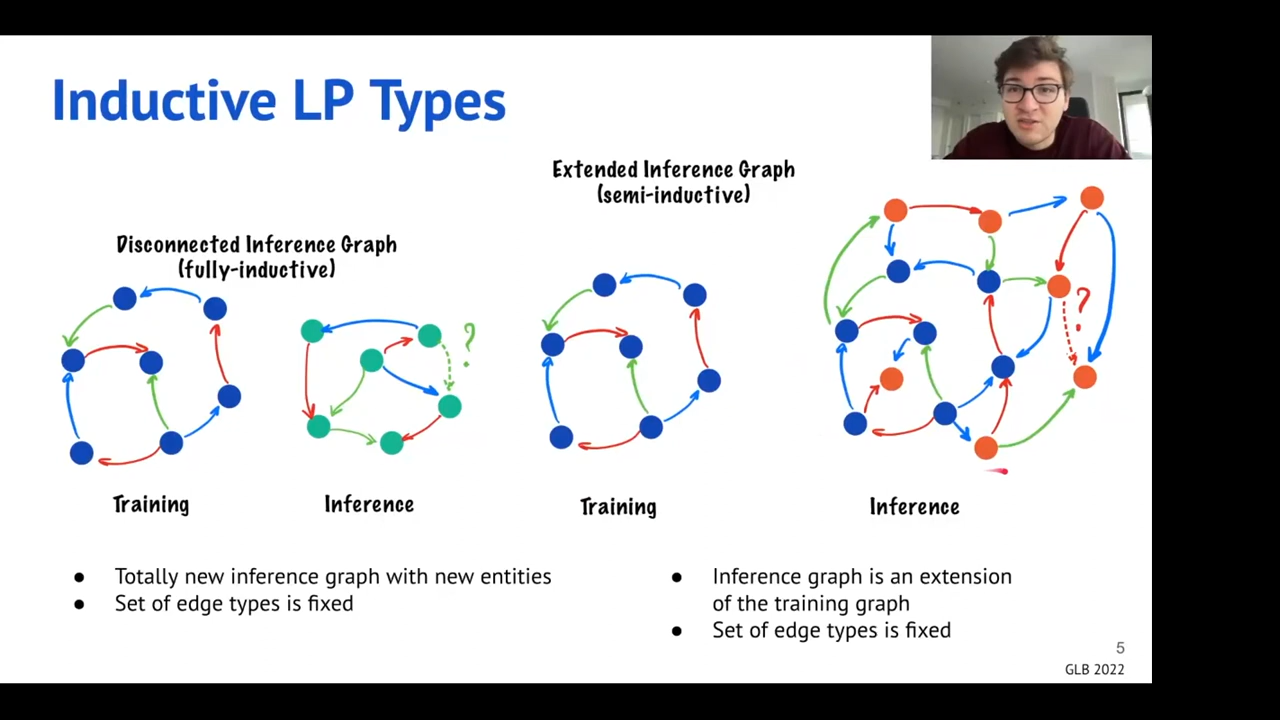 Inductive LP Types
Disconnected Inference Graph
(fully-inductive)
?
Training
Inference
Totally new inference graph with new entities
Set of edge types is fixed
Extended Inference Graph
(semi-inductive)
?
Training
Inference
Inference graph is an extension
of the training graph
Set of edge types is fixed
5
GLB 2022